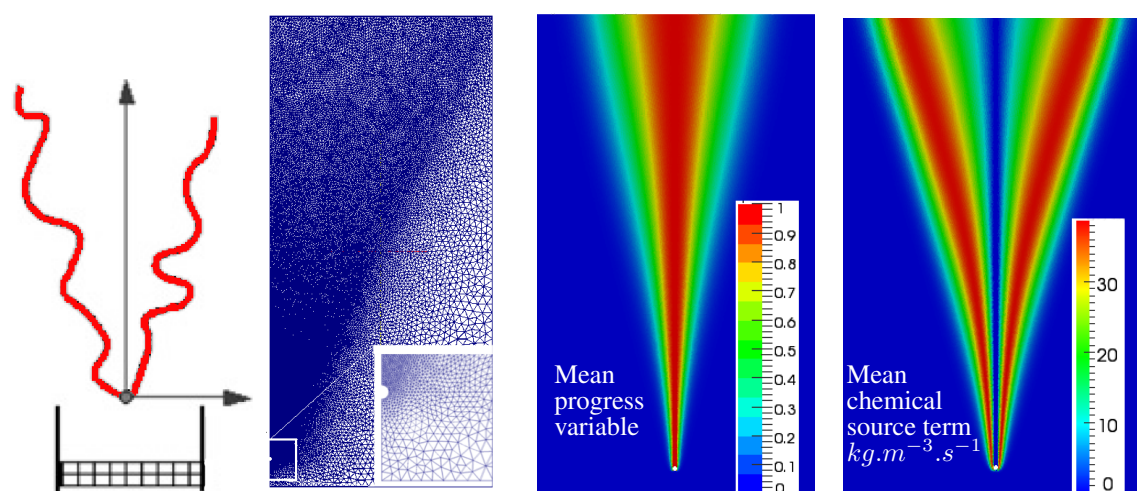 Mean
progress
variable
1
0.9
0.8
0.7
0.6
0.5
0.4
0.3
0.2
0.1
0
Mean
chemical
source term
kg.m⁻³.s⁻¹
30
20
10
0